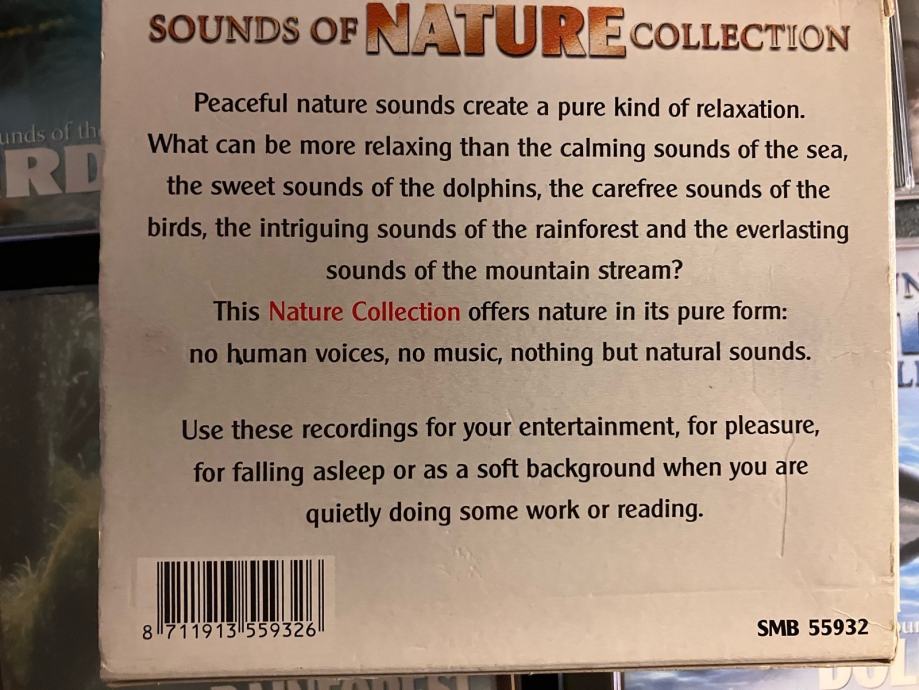 SOUNDS OF NATURE COLLECTION
Peaceful nature sounds create a pure kind of relaxation.
What can be more relaxing than the calming sounds of the sea,
the sweet sounds of the dolphins, the carefree sounds of the
birds, the intriguing sounds of the rainforest and the everlasting
sounds of the mountain stream?
This Nature Collection offers nature in its pure form:
no human voices, no music, nothing but natural sounds.
Use these recordings for your entertainment, for pleasure,
for falling asleep or as a soft background when you are
quietly doing some work or reading.
8 711913 559326
SMB 55932
of the
RAINFOREST